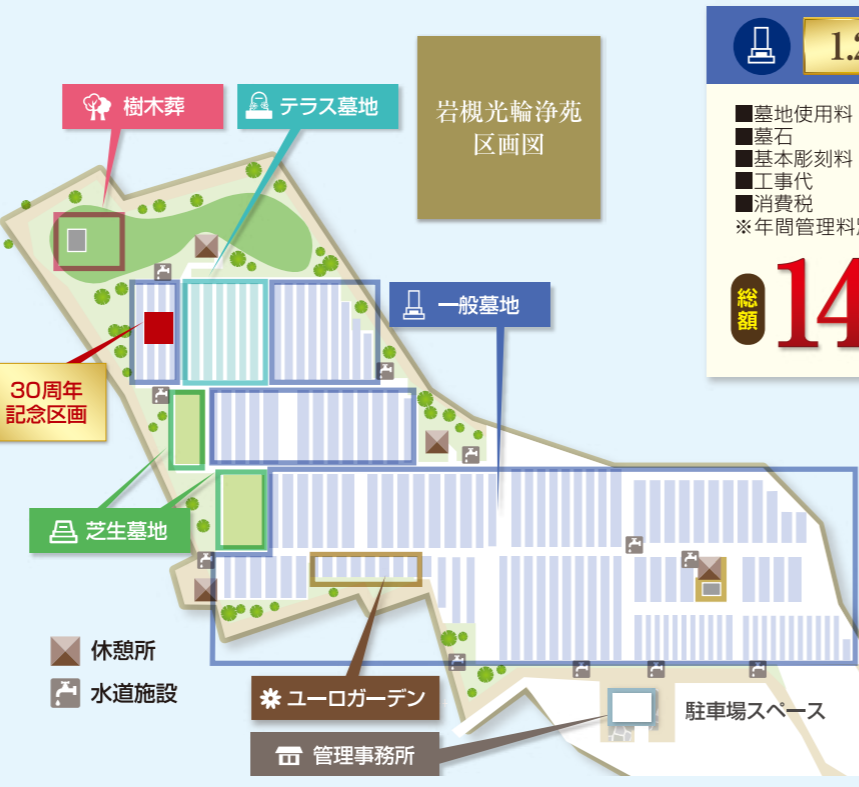 樹木葬
テラス墓地
岩槻光輪浄苑
区画図
1.2
■墓地使用料
■墓石
■基本彫刻料
■工事代
■消費税
※年間管理料
総額
14
一般墓地
30周年
記念区画
芝生墓地
休憩所
水道施設
ユーロガーデン
管理事務所
駐車場スペース